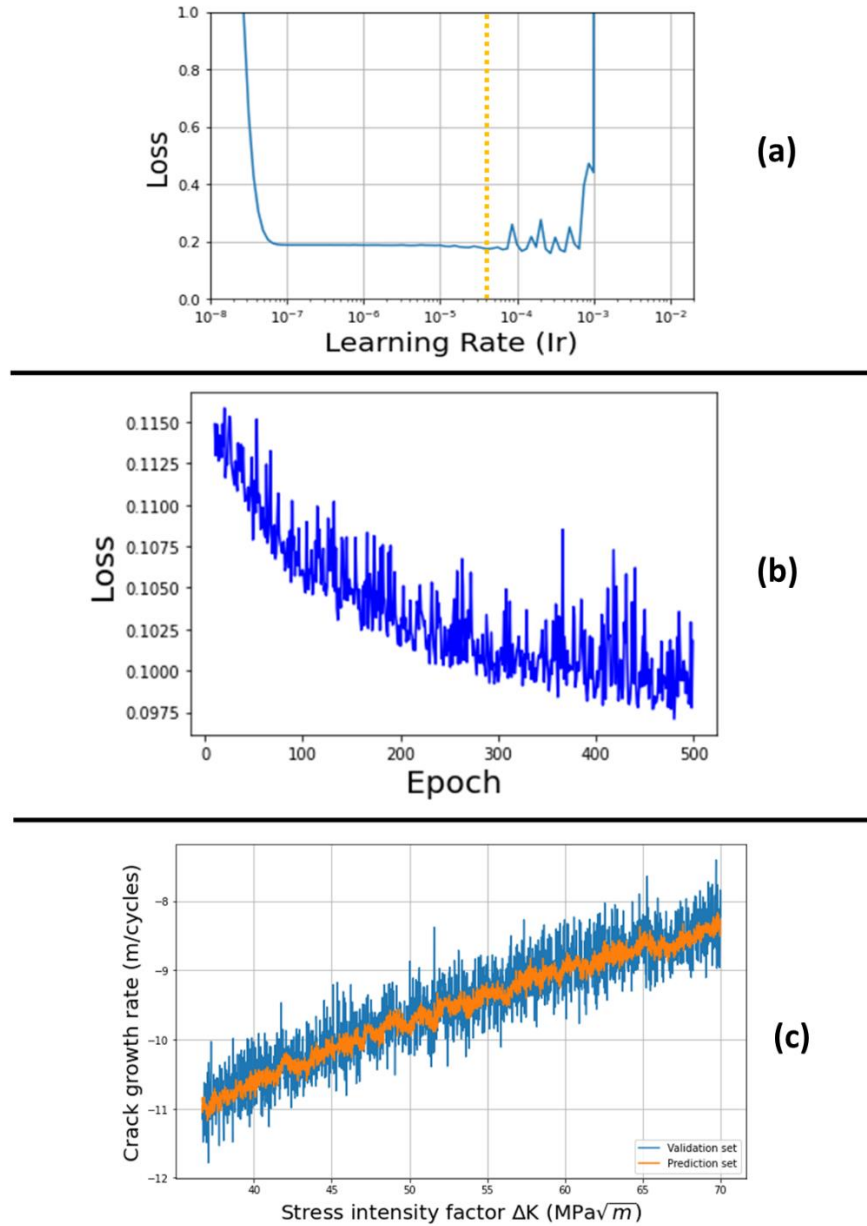 1.0
0.8
0.6
0.4
0.2
0.0
Loss
10⁻⁸ 10⁻⁷ 10⁻⁶ 10⁻⁵ 10⁻⁴ 10⁻³ 10⁻²
Learning Rate (lr)
(a)
0.1150
0.1125
0.1100
0.1075
0.1050
0.1025
0.1000
0.0975
Loss
0 100 200 300 400 500
Epoch
(b)
-8
-9
-10
-11
-12
Crack growth rate (m/cycles)
40 45 50 55 60 65 70
Stress intensity factor ΔK (MPa√m)
Validation set
Prediction set
(c)